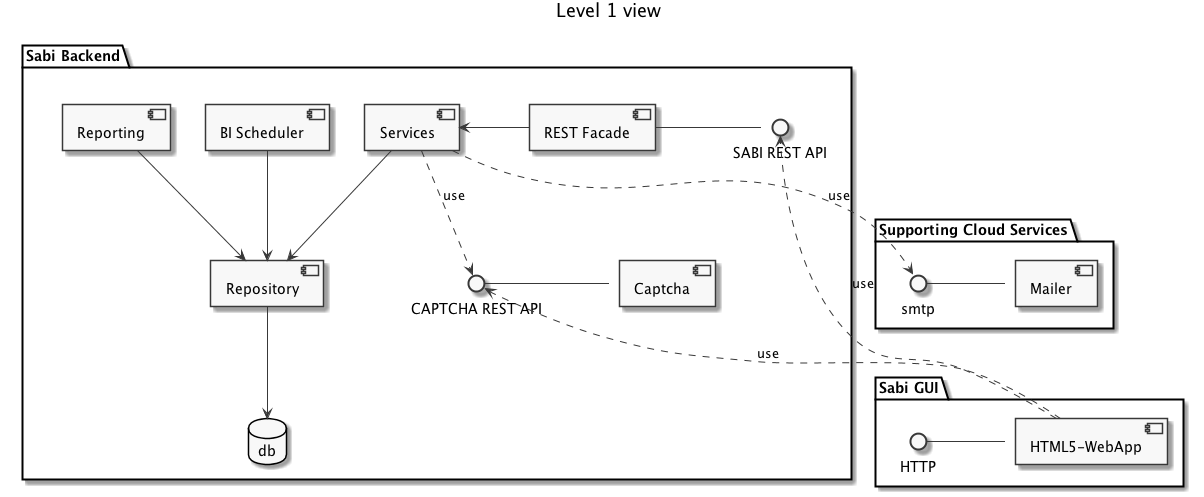 Level 1 view
Sabi Backend
Reporting
BI Scheduler
Services
REST Facade
SABI REST API
use
use
Supporting Cloud Services
Repository
CAPTCHA REST API
Captcha
use
smtp
Mailer
use
Sabi GUI
db
HTTP
HTML5-WebApp